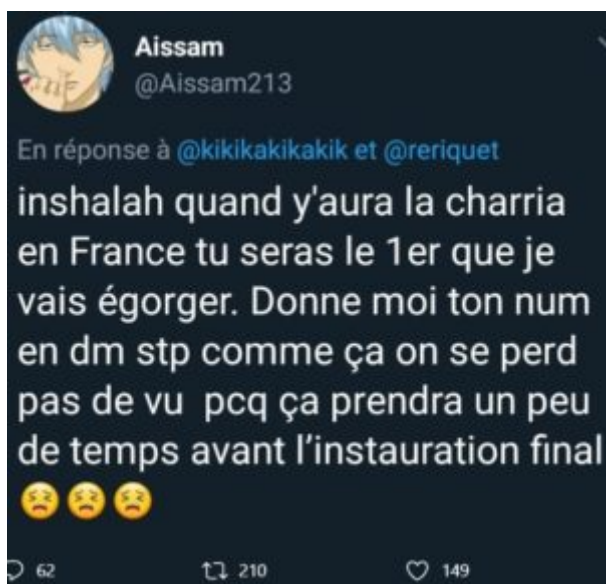 Aissam
@Aissam213
En réponse à @kikikakikakik et @reriquet
inshalah quand y'aura la charria
en France tu seras le 1er que je
vais égorger. Donne moi ton num
en dm stp comme ça on se perd
pas de vu pcq ça prendra un peu
de temps avant l’instauration final
😣😣😣
62 210 149